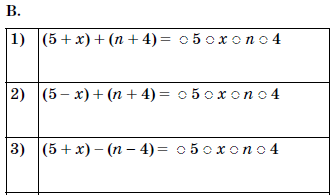 B.
1) (5 + x) + (n + 4) = ○ 5 ○ x ○ n ○ 4
2) (5 − x) + (n + 4) = ○ 5 ○ x ○ n ○ 4
3) (5 + x) − (n − 4) = ○ 5 ○ x ○ n ○ 4